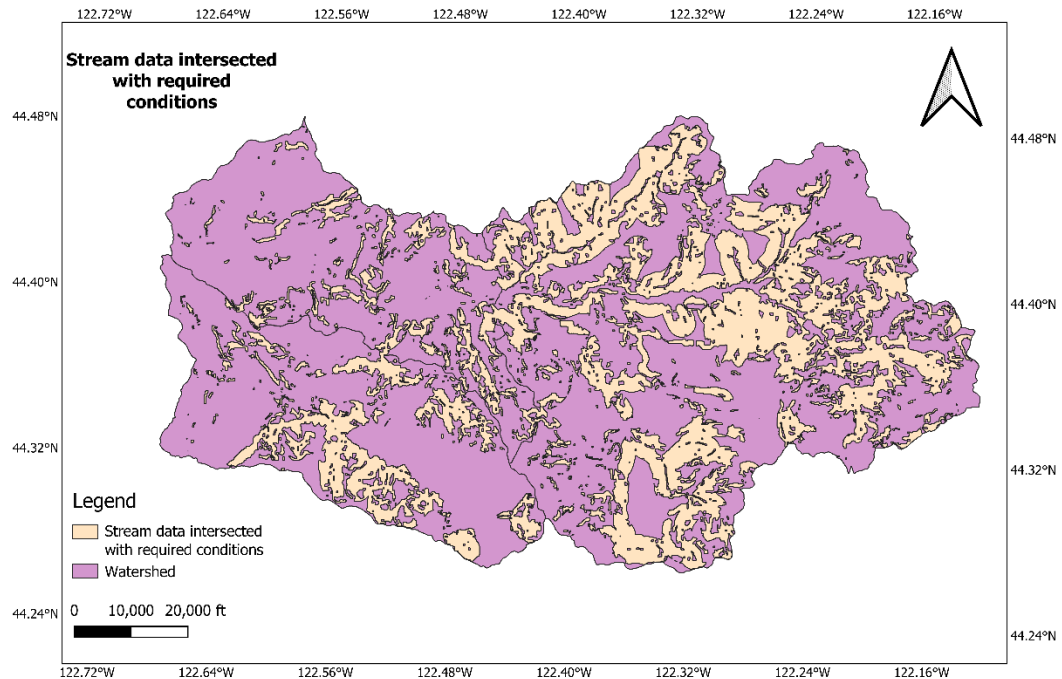 122.72°W 122.64°W 122.56°W 122.48°W 122.40°W 122.32°W 122.24°W 122.16°W
Stream data intersected
with required
conditions
44.48°N
44.48°N
44.40°N
44.40°N
44.32°N
44.32°N
Legend
Stream data intersected
with required conditions
Watershed
0 10,000 20,000 ft
44.24°N
44.24°N
122.72°W 122.64°W 122.56°W 122.48°W 122.40°W 122.32°W 122.24°W 122.16°W